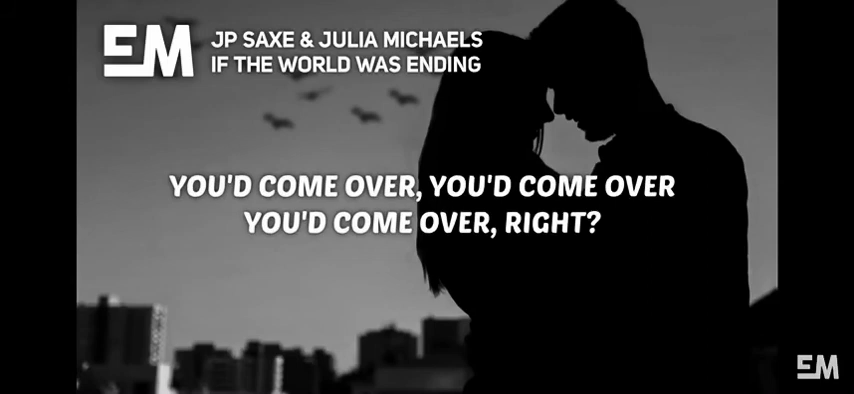 EM
JP SAXE & JULIA MICHAELS
IF THE WORLD WAS ENDING
YOU'D COME OVER, YOU'D COME OVER
YOU'D COME OVER, RIGHT?
EM